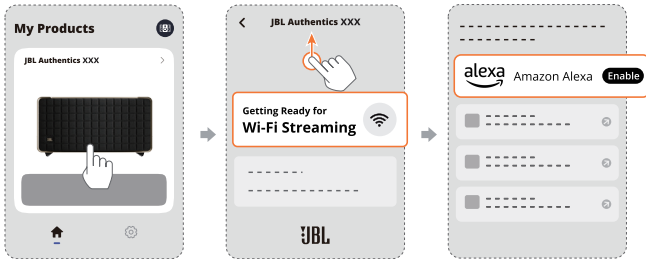 My Products
JBL Authentics XXX
JBL
JBL Authentics XXX
Getting Ready for
Wi-Fi Streaming
JBL
alexa Amazon Alexa Enable